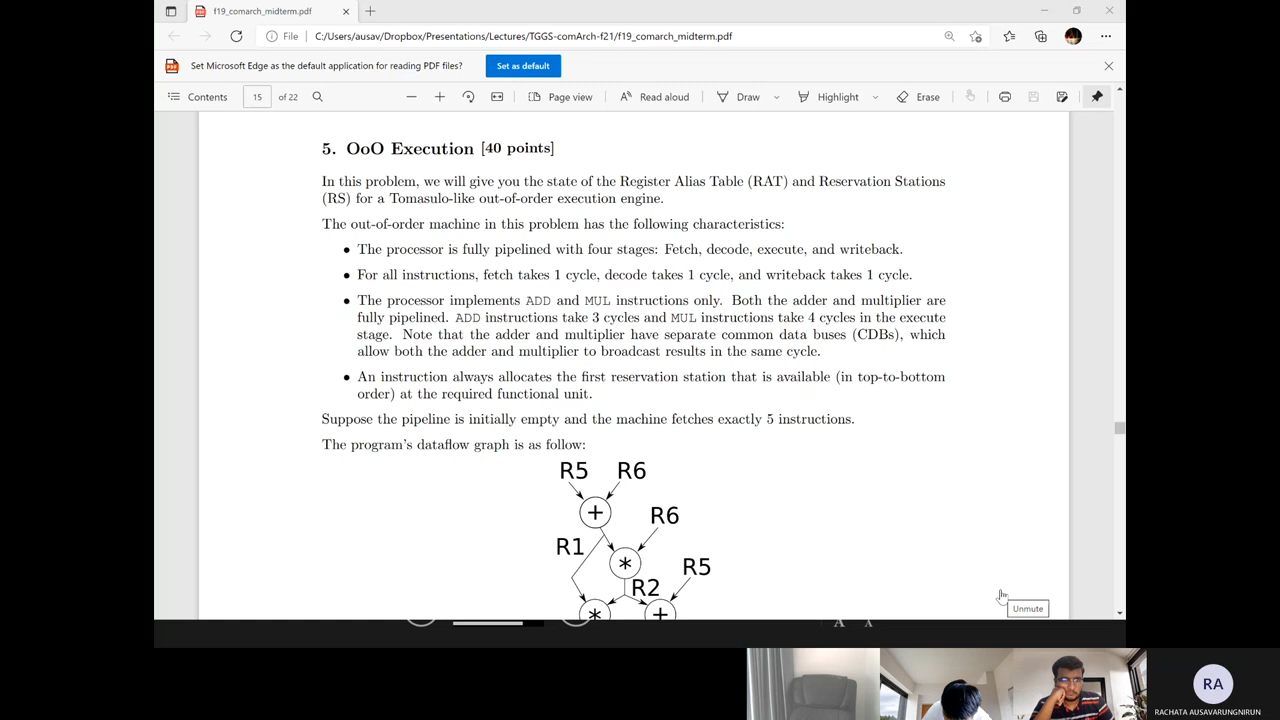 f19_comarch_midterm.pdf
File C:/Users/ausav/Dropbox/Presentations/Lectures/TGGS-comArch-f21/f19_comarch_midterm.pdf
Set Microsoft Edge as the default application for reading PDF files? Set as default
Contents 15 of 22 Page view Read aloud Draw Highlight Erase
5. OoO Execution [40 points]
In this problem, we will give you the state of the Register Alias Table (RAT) and Reservation Stations
(RS) for a Tomasulo-like out-of-order execution engine.
The out-of-order machine in this problem has the following characteristics:
• The processor is fully pipelined with four stages: Fetch, decode, execute, and writeback.
• For all instructions, fetch takes 1 cycle, decode takes 1 cycle, and writeback takes 1 cycle.
• The processor implements ADD and MUL instructions only. Both the adder and multiplier are
fully pipelined. ADD instructions take 3 cycles and MUL instructions take 4 cycles in the execute
stage. Note that the adder and multiplier have separate common data buses (CDBs), which
allow both the adder and multiplier to broadcast results in the same cycle.
• An instruction always allocates the first reservation station that is available (in top-to-bottom
order) at the required functional unit.
Suppose the pipeline is initially empty and the machine fetches exactly 5 instructions.
The program's dataflow graph is as follow:
R5 R6
+
R6
R1
*
R5
R2
* +
Unmute
A A
RA
RACHATA AUSAVARUNGNIRUN